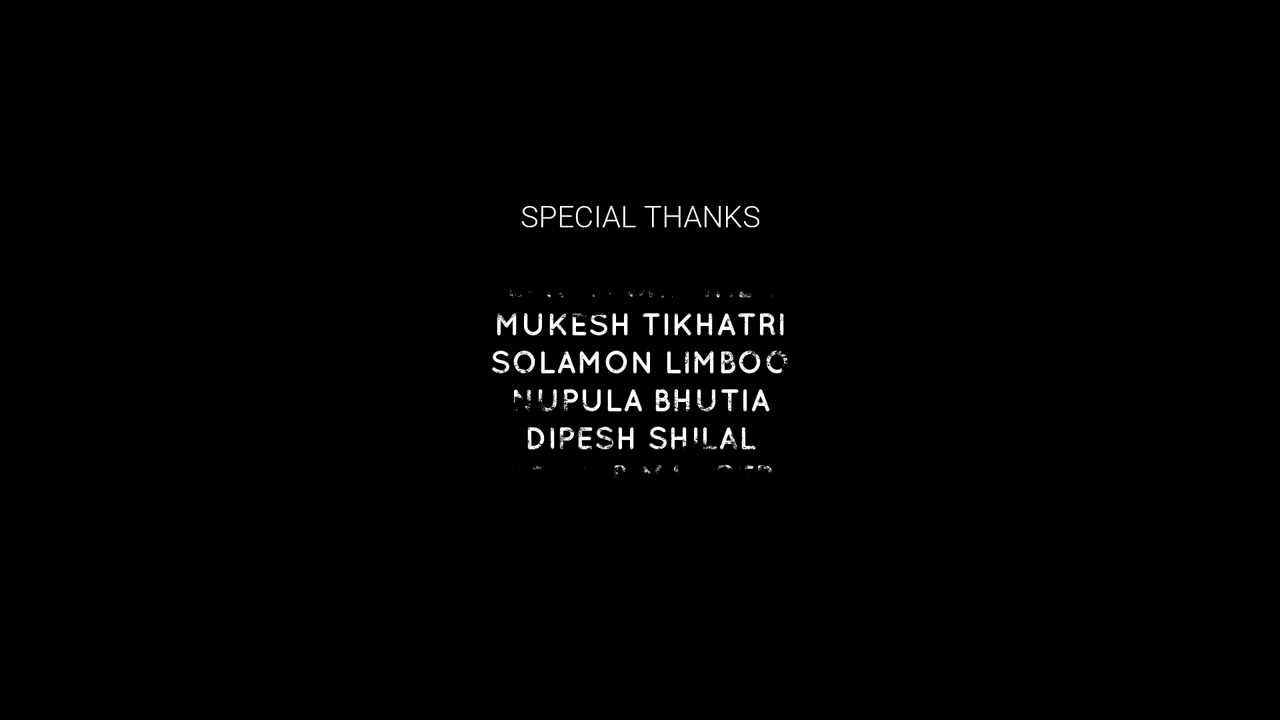 SPECIAL THANKS
MUKESH TIKHATRI
SOLAMON LIMBOO
NUPULA BHUTIA
DIPESH SHILAL